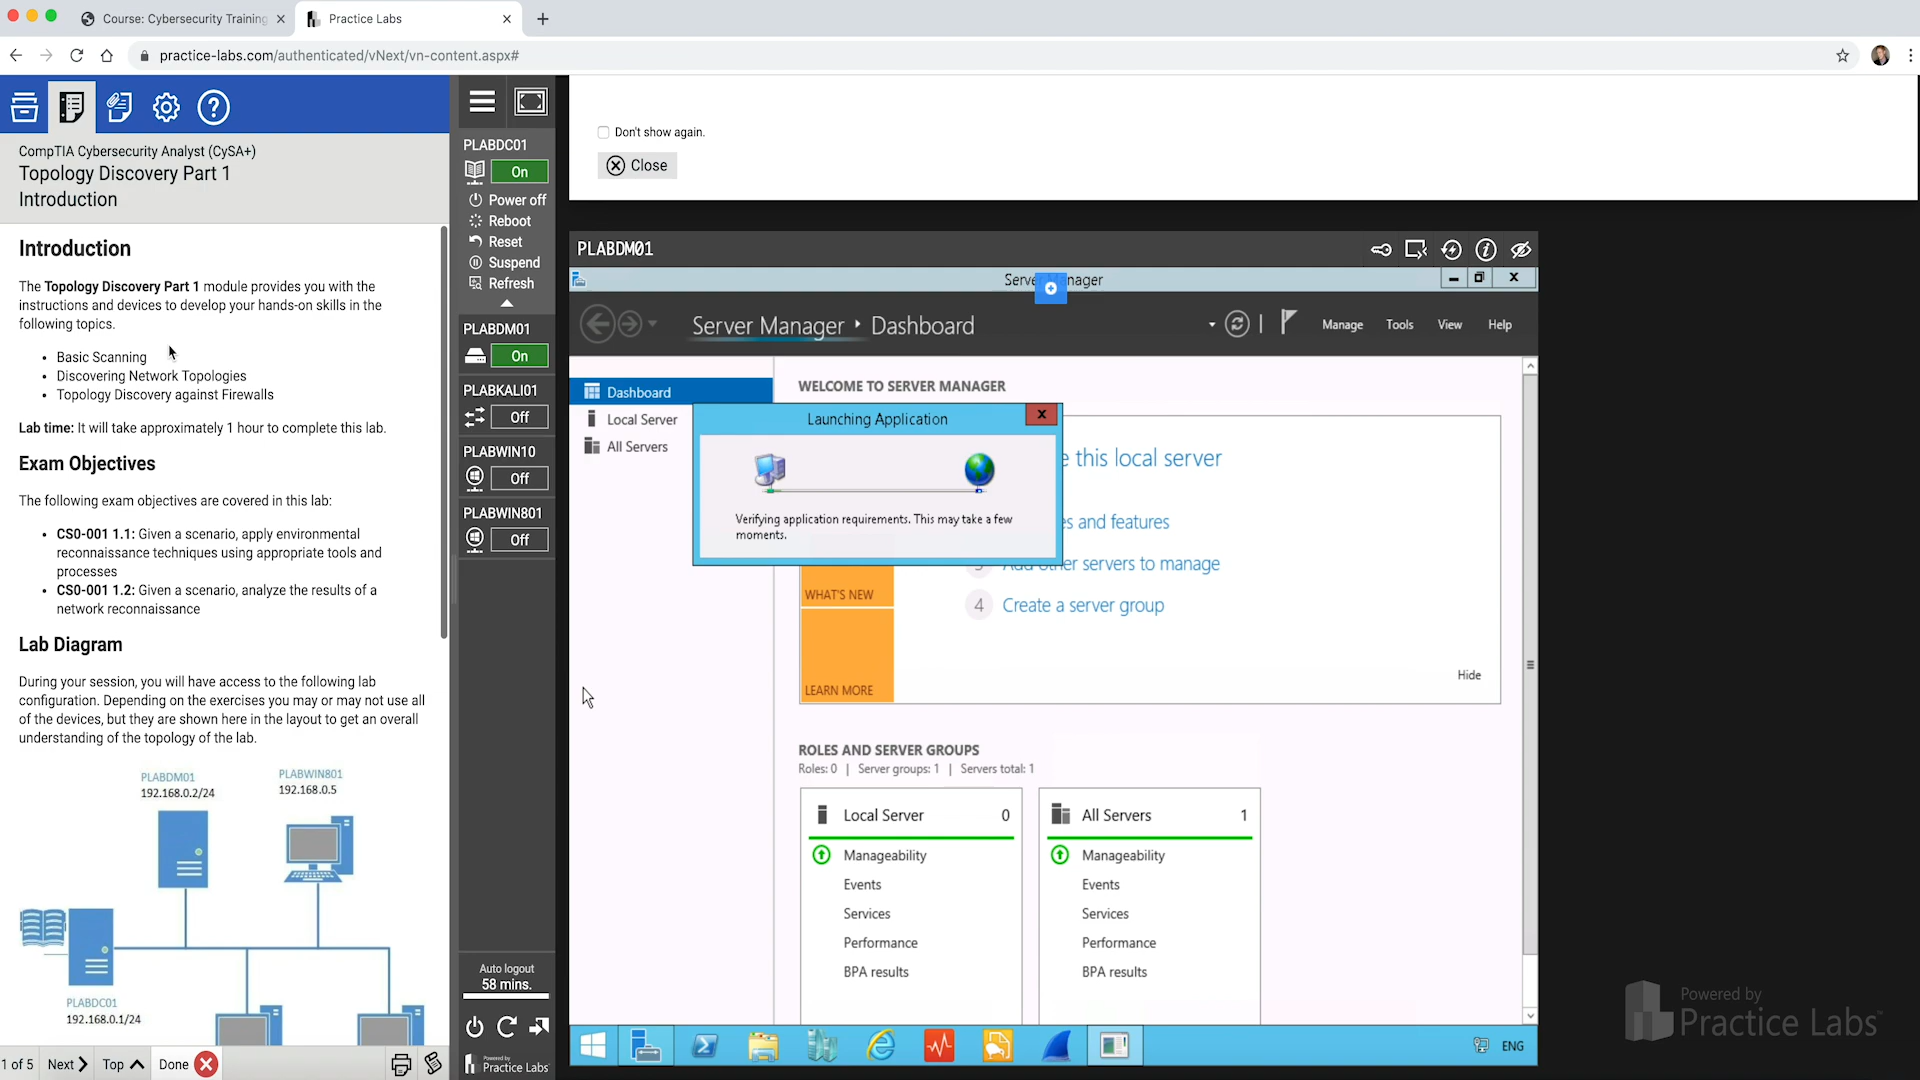 Course: Cybersecurity Training
Practice Labs
practice-labs.com/authenticated/vNext/vn-content.aspx#
CompTIA Cybersecurity Analyst (CySA+)
Topology Discovery Part 1
Introduction
Introduction
The Topology Discovery Part 1 module provides you with the
instructions and devices to develop your hands-on skills in the
following topics.
• Basic Scanning
• Discovering Network Topologies
• Topology Discovery against Firewalls
Lab time: It will take approximately 1 hour to complete this lab.
Exam Objectives
The following exam objectives are covered in this lab:
• CS0-001 1.1: Given a scenario, apply environmental
reconnaissance techniques using appropriate tools and
processes
• CS0-001 1.2: Given a scenario, analyze the results of a
network reconnaissance
Lab Diagram
During your session, you will have access to the following lab
configuration. Depending on the exercises you may or may not use all
of the devices, but they are shown here in the layout to get an overall
understanding of the topology of the lab.
PLABDM01
192.168.0.2/24
PLABWIN801
192.168.0.5
PLABDC01
192.168.0.1/24
1 of 5 Next Top Done
PLABDC01
On
Power off
Reboot
Reset
Suspend
Refresh
PLABDM01
On
PLABKALI01
Off
PLABWIN10
Off
PLABWIN801
Off
Auto logout
58 mins.
Powered by
Practice Labs
Don't show again.
Close
PLABDM01
Server Manager › Dashboard
Manage Tools View Help
Dashboard
Local Server
All Servers
WELCOME TO SERVER MANAGER
Launching Application
Verifying application requirements. This may take a few
moments.
this local server
and features
other servers to manage
4 Create a server group
WHAT'S NEW
LEARN MORE
Hide
ROLES AND SERVER GROUPS
Roles: 0 | Server groups: 1 | Servers total: 1
Local Server 0
Manageability
Events
Services
Performance
BPA results
All Servers 1
Manageability
Events
Services
Performance
BPA results
ENG
Powered by
Practice Labs